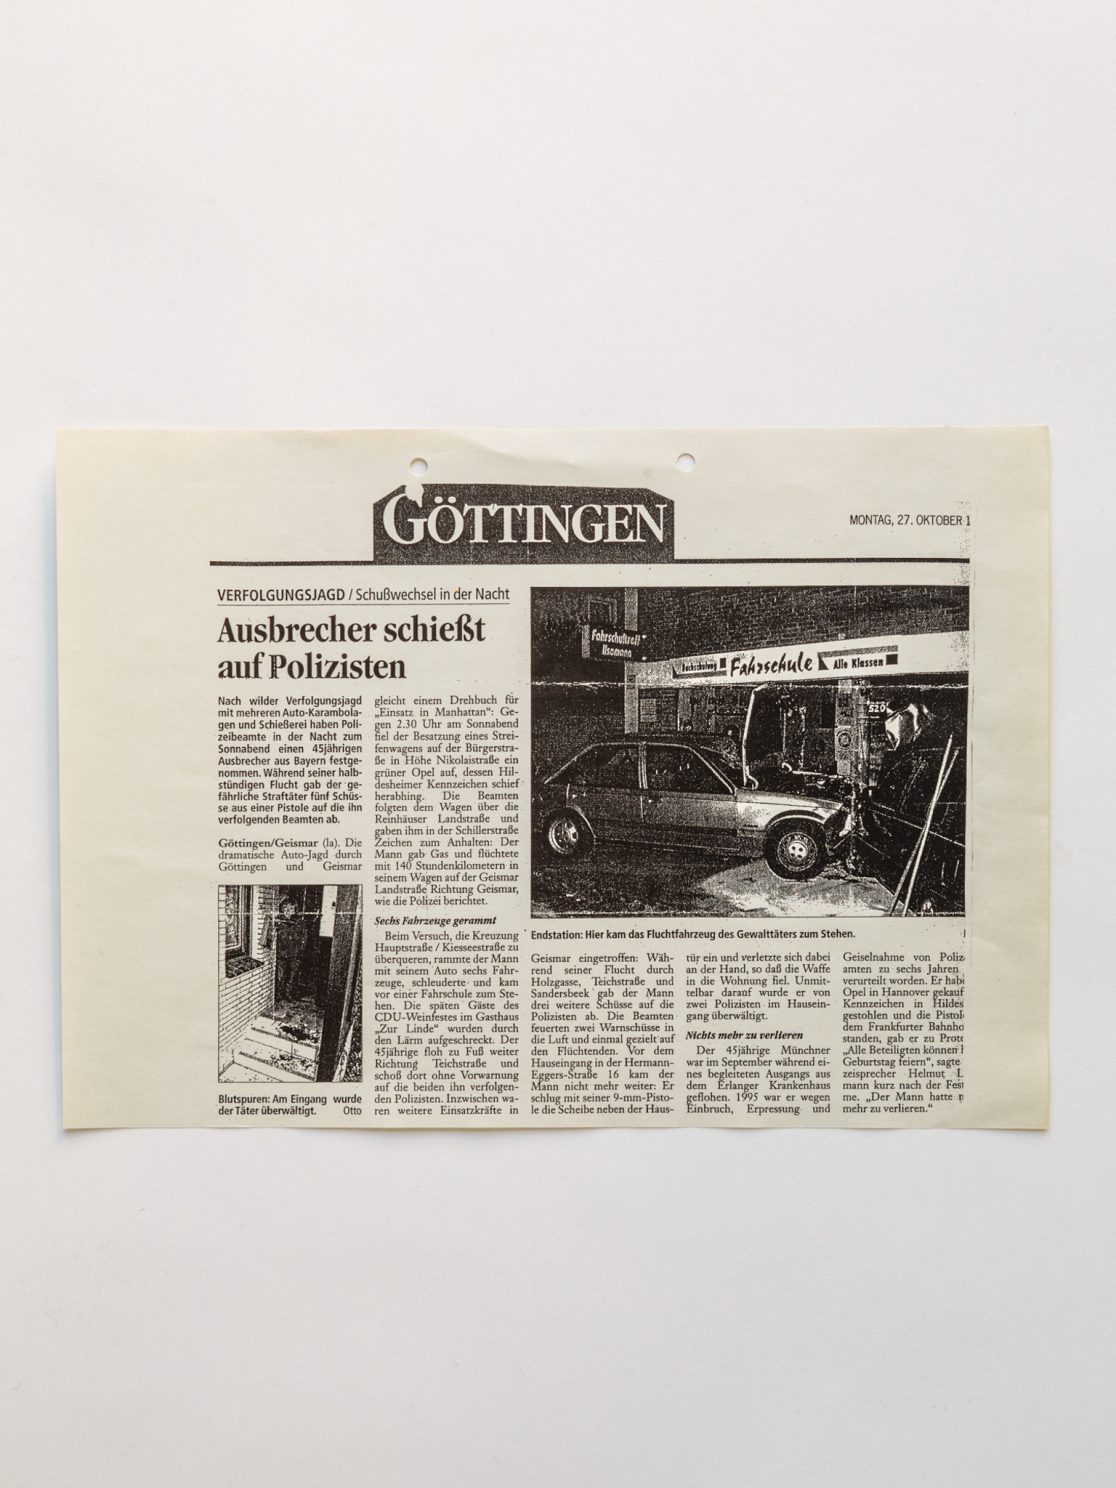 GÖTTINGEN
MONTAG, 27. OKTOBER 1
VERFOLGUNGSJAGD / Schußwechsel in der Nacht
Ausbrecher schießt
auf Polizisten
Nach wilder Verfolgungsjagd
mit mehreren Auto-Karambola-
gen und Schießerei haben Poli-
zeibeamte in der Nacht zum
Sonnabend einen 45jährigen
Ausbrecher aus Bayern festge-
nommen. Während seiner halb-
stündigen Flucht gab der ge-
fährliche Straftäter fünf Schüs-
se aus einer Pistole auf die ihn
verfolgenden Beamten ab.
Göttingen/Geismar (la). Die
dramatische Auto-Jagd durch
Göttingen und Geismar
Blutspuren: Am Eingang wurde
der Täter überwältigt. Otto
gleicht einem Drehbuch für
„Einsatz in Manhattan“: Ge-
gen 2.30 Uhr am Sonnabend
fiel der Besatzung eines Strei-
fenwagens auf der Bürgerstra-
ße in Höhe Nikolaistraße ein
grüner Opel auf, dessen Hil-
desheimer Kennzeichen schief
herabhing. Die Beamten
folgten dem Wagen über die
Reinhäuser Landstraße und
gaben ihm in der Schillerstraße
Zeichen zum Anhalten: Der
Mann gab Gas und flüchtete
mit 140 Stundenkilometern in
seinem Wagen auf der Geismar
Landstraße Richtung Geismar,
wie die Polizei berichtet.
Sechs Fahrzeuge gerammt
Beim Versuch, die Kreuzung
Hauptstraße / Kiesseestraße zu
überqueren, rammte der Mann
mit seinem Auto sechs Fahr-
zeuge, schleuderte und kam
vor einer Fahrschule zum Ste-
hen. Die späten Gäste des
CDU-Weinfestes im Gasthaus
„Zur Linde“ wurden durch
den Lärm aufgeschreckt. Der
45jährige floh zu Fuß weiter
Richtung Teichstraße und
schoß dort ohne Vorwarnung
auf die beiden ihn verfolgen-
den Polizisten. Inzwischen wa-
ren weitere Einsatzkräfte in
Fahrschultreff
Ilsemann
Fahrschule
Alle Klassen
520
Endstation: Hier kam das Fluchtfahrzeug des Gewalttäters zum Stehen.
Geismar eingetroffen: Wäh-
rend seiner Flucht durch
Holzgasse, Teichstraße und
Sandersbeek gab der Mann
drei weitere Schüsse auf die
Polizisten ab. Die Beamten
feuerten zwei Warnschüsse in
die Luft und einmal gezielt auf
den Flüchtenden. Vor dem
Hauseingang in der Hermann-
Eggers-Straße 16 kam der
Mann nicht mehr weiter: Er
schlug mit seiner 9-mm-Pisto-
le die Scheibe neben der Haus-
tür ein und verletzte sich dabei
an der Hand, so daß die Waffe
in die Wohnung fiel. Unmit-
telbar darauf wurde er von
zwei Polizisten im Hausein-
gang überwältigt.
Nichts mehr zu verlieren
Der 45jährige Münchner
war im September während ei-
nes begleiteten Ausgangs aus
dem Erlanger Krankenhaus
geflohen. 1995 war er wegen
Einbruch, Erpressung und
Geiselnahme von Poliz
amten zu sechs Jahren
verurteilt worden. Er hab
Opel in Hannover gekauf
Kennzeichen in Hildes
gestohlen und die Pistol
dem Frankfurter Bahnho
standen, gab er zu Proto
„Alle Beteiligten können
Geburtstag feiern“, sagte
zeisprecher Helmut L
mann kurz nach der Fest
me. „Der Mann hatte n
mehr zu verlieren.“